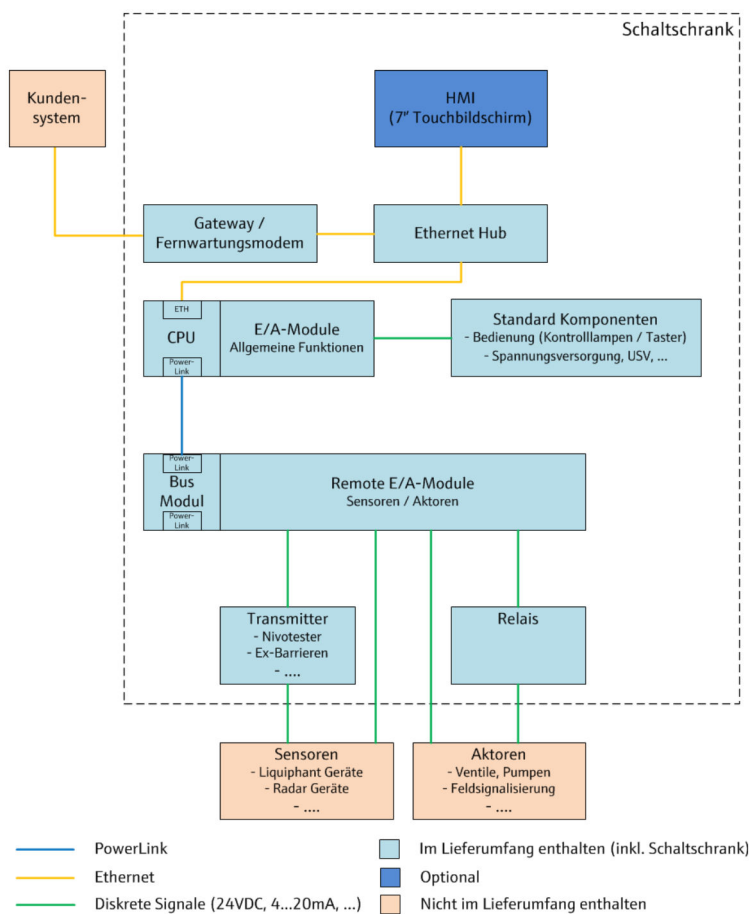 Schaltschrank
Kunden-
system
HMI
(7" Touchbildschirm)
Gateway /
Fernwartungsmodem
Ethernet Hub
ETH
CPU
Power-
Link
E/A-Module
Allgemeine Funktionen
Standard Komponenten
- Bedienung (Kontrolllampen / Taster)
- Spannungsversorgung, USV, ...
Power-
Link
Bus
Modul
Power-
Link
Remote E/A-Module
Sensoren / Aktoren
Transmitter
- Nivotester
- Ex-Barrieren
- ....
Relais
Sensoren
- Liquiphant Geräte
- Radar Geräte
- ....
Aktoren
- Ventile, Pumpen
- Feldsignalisierung
- ....
PowerLink
Ethernet
Diskrete Signale (24VDC, 4...20mA, ...)
Im Lieferumfang enthalten (inkl. Schaltschrank)
Optional
Nicht im Lieferumfang enthalten